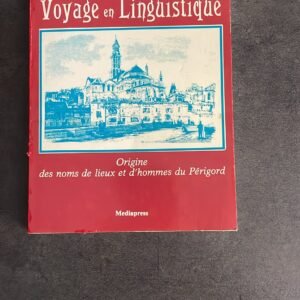 Voyage en Linguistique
Origine
des noms de lieux et d'hommes du Périgord
Mediapress